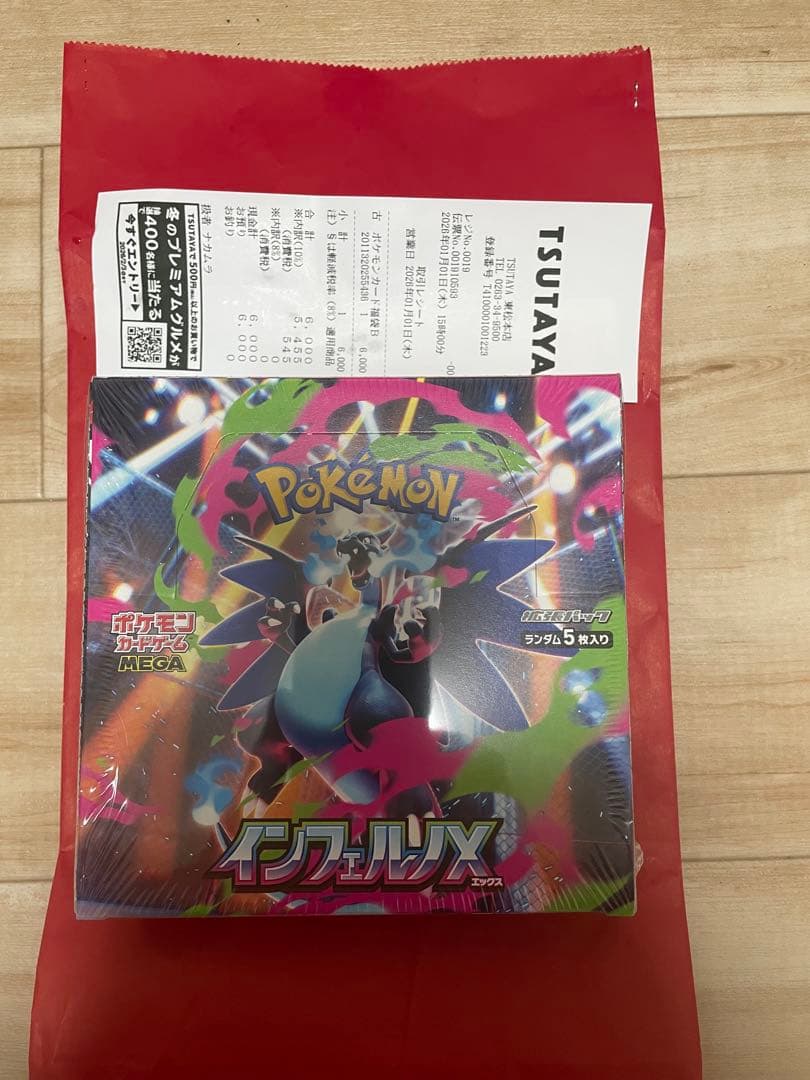 TSUTAYA
TSUTAYA 東松本店
TEL 0263-34-6500
登録番号 T4100001001223
レジNo.0019
伝票No.001910593
2026年01月01日(木) 15時00分
取引レシート
営業日 2026年01月01日(木)
古 ポケモンカード福袋B
2011320255436 1 6,000
小 計 1 6,000
注) §は軽減税率 (8%) 適用商品
合 計 6,000
※内訳(10%) 5,455
(消費税) 545
※内訳(8%) 0
(消費税) 0
現金計 6,000
お預り 6,000
お釣り 0
扱者 ナカムラ
TSUTAYAで500円以上のお買い物で
冬のプレミアムグルメが
400名様に当たる
今すぐエントリー▶
POKÉMON
TM
ポケモン
カードゲーム
MEGA
拡張パック
ランダム5枚入り
インフェルノX
エックス